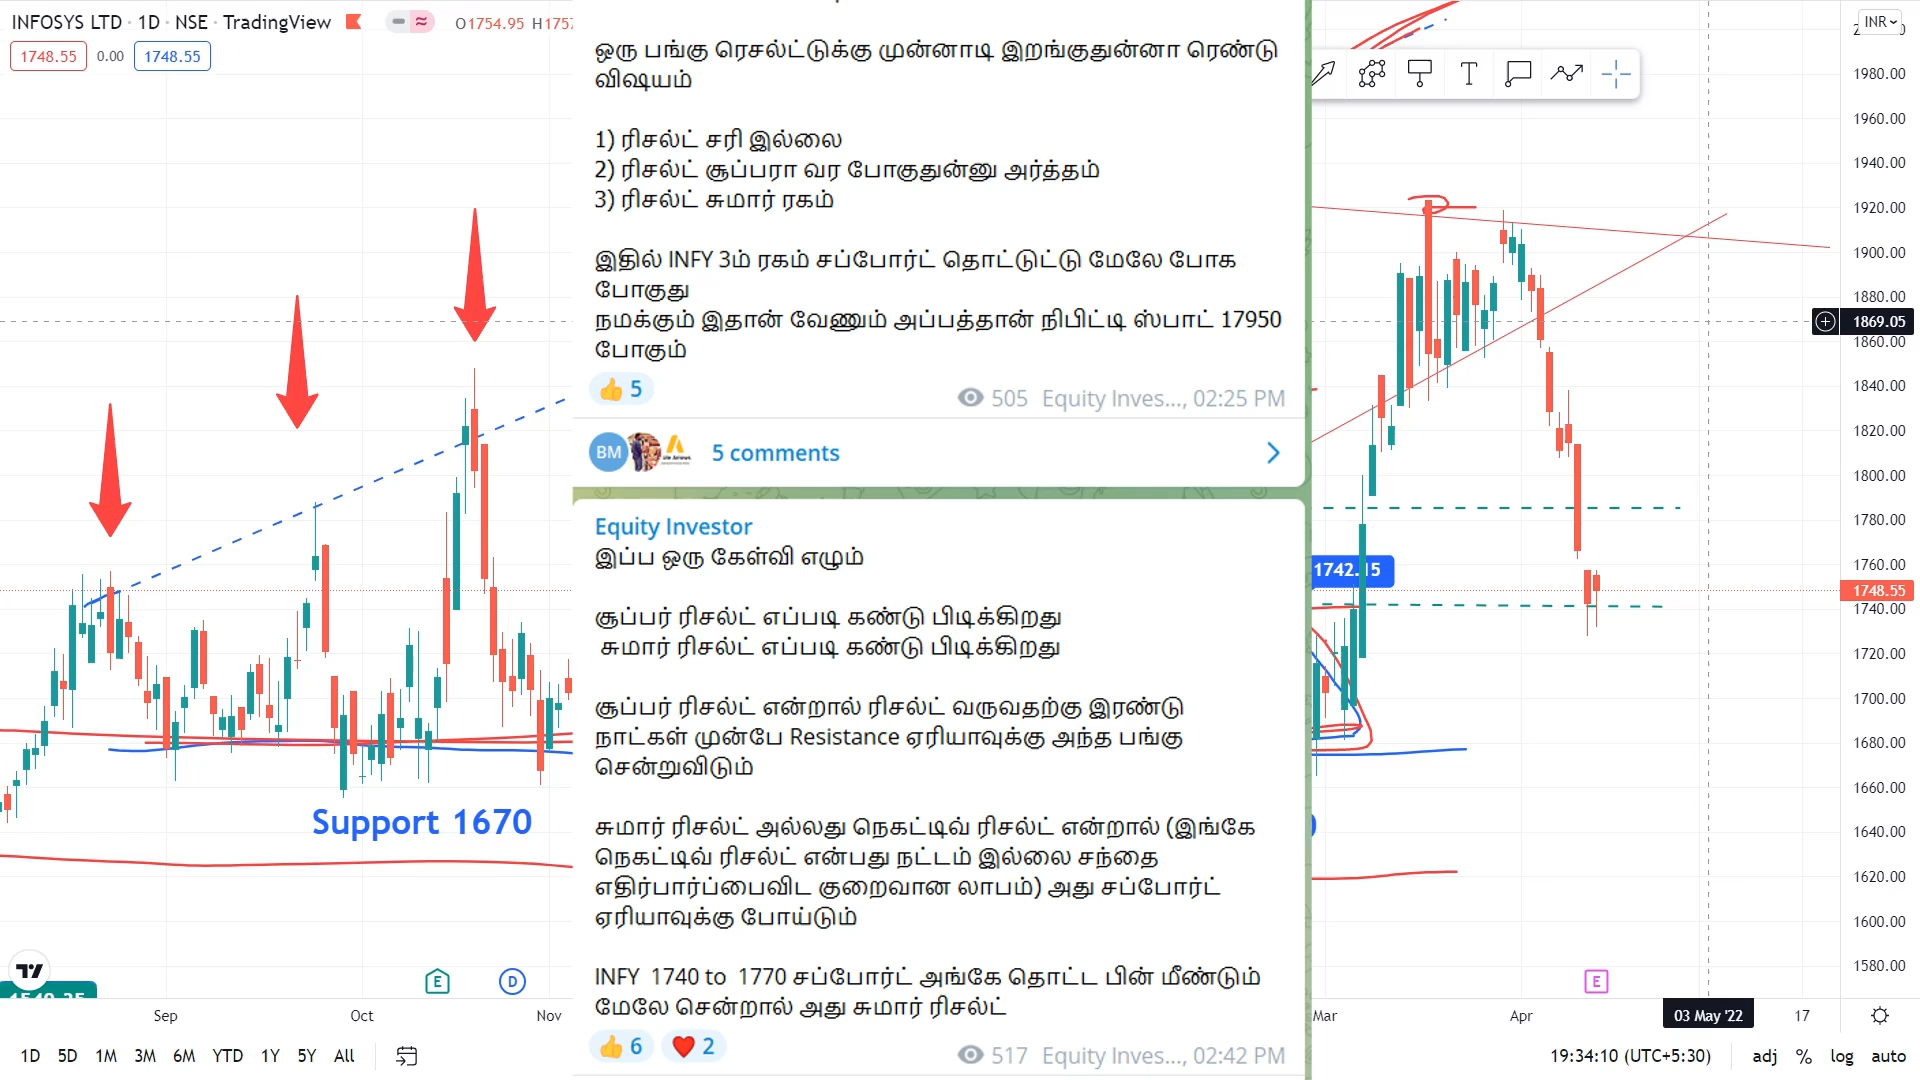 INFOSYS LTD · 1D · NSE · TradingView
O1754.95 H1757
1748.55 0.00 1748.55
Support 1670
Sep Oct Nov
1D 5D 1M 3M 6M YTD 1Y 5Y All
ஒரு பங்கு ரெசல்ட்டுக்கு முன்னாடி இறங்குதுன்னா ரெண்டு
விஷயம்
1) ரிசல்ட் சரி இல்லை
2) ரிசல்ட் சூப்பரா வர போகுதுன்னு அர்த்தம்
3) ரிசல்ட் சுமார் ரகம்
இதில் INFY 3ம் ரகம் சப்போர்ட் தொட்டுட்டு மேலே போக
போகுது
நமக்கும் இதான் வேணும் அப்பத்தான் நிபிட்டி ஸ்பாட் 17950
போகும்
👍 5
505 Equity Inves..., 02:25 PM
BM
5 comments
Equity Investor
இப்ப ஒரு கேள்வி எழும்
சூப்பர் ரிசல்ட் எப்படி கண்டு பிடிக்கிறது
சுமார் ரிசல்ட் எப்படி கண்டு பிடிக்கிறது
சூப்பர் ரிசல்ட் என்றால் ரிசல்ட் வருவதற்கு இரண்டு
நாட்கள் முன்பே Resistance ஏரியாவுக்கு அந்த பங்கு
சென்றுவிடும்
சுமார் ரிசல்ட் அல்லது நெகட்டிவ் ரிசல்ட் என்றால் (இங்கே
நெகட்டிவ் ரிசல்ட் என்பது நட்டம் இல்லை சந்தை
எதிர்பார்ப்பைவிட குறைவான லாபம்) அது சப்போர்ட்
ஏரியாவுக்கு போய்டும்
INFY 1740 to 1770 சப்போர்ட் அங்கே தொட்ட பின் மீண்டும்
மேலே சென்றால் அது சுமார் ரிசல்ட்
👍 6 ❤️ 2
517 Equity Inves..., 02:42 PM
INR
1980.00
1960.00
1940.00
1920.00
1900.00
1880.00
1869.05
1860.00
1840.00
1820.00
1800.00
1780.00
1760.00
1742.15
1748.55
1740.00
1720.00
1700.00
1680.00
1660.00
1640.00
1620.00
1600.00
1580.00
E D E
Mar Apr 03 May '22 17
19:34:10 (UTC+5:30) adj % log auto